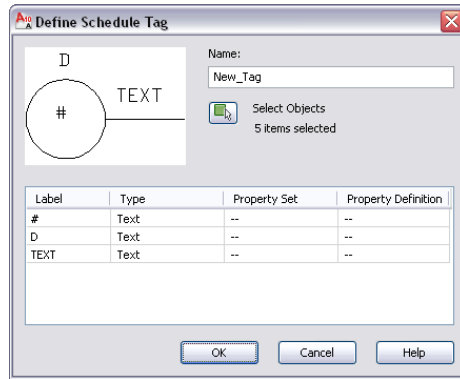 A10 Define Schedule Tag
D
TEXT
#
Name:
New_Tag
Select Objects
5 items selected
Label Type Property Set Property Definition
# Text -- --
D Text -- --
TEXT Text -- --
OK Cancel Help